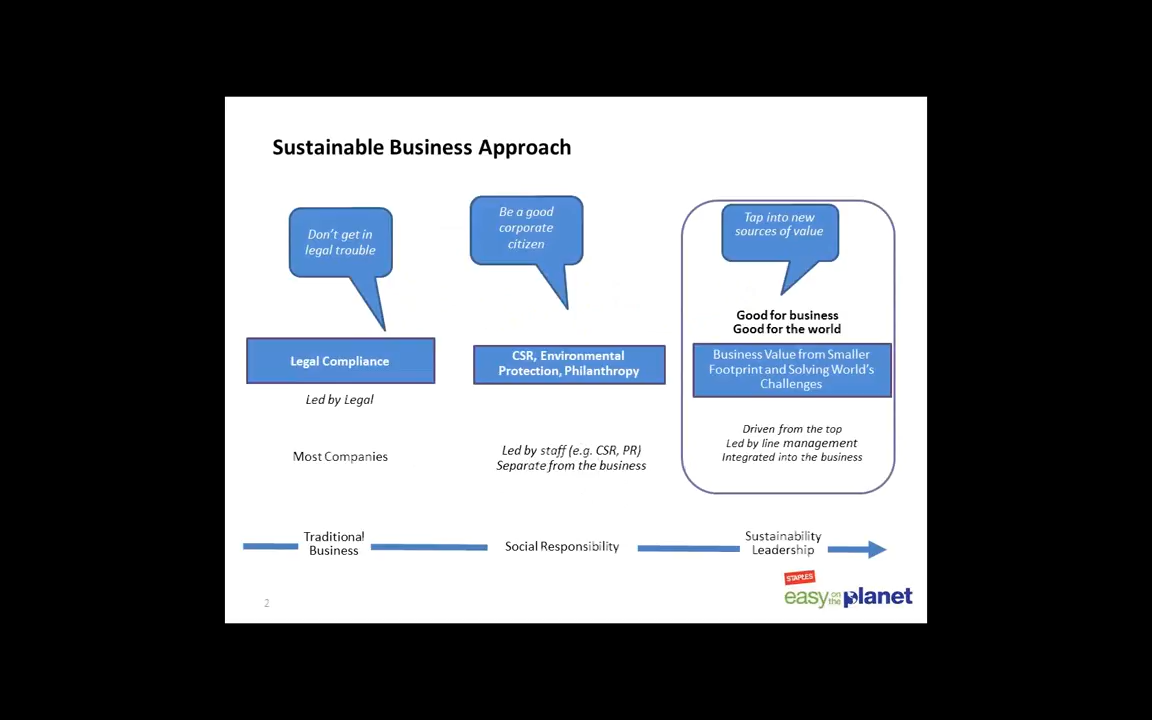 Sustainable Business Approach
Don't get in
legal trouble
Be a good
corporate
citizen
Tap into new
sources of value
Good for business
Good for the world
Legal Compliance
CSR, Environmental
Protection, Philanthropy
Business Value from Smaller
Footprint and Solving World's
Challenges
Led by Legal
Most Companies
Led by staff (e.g. CSR, PR)
Separate from the business
Driven from the top
Led by line management
Integrated into the business
Traditional
Business
Social Responsibility
Sustainability
Leadership
STAPLES
easy on the planet
2